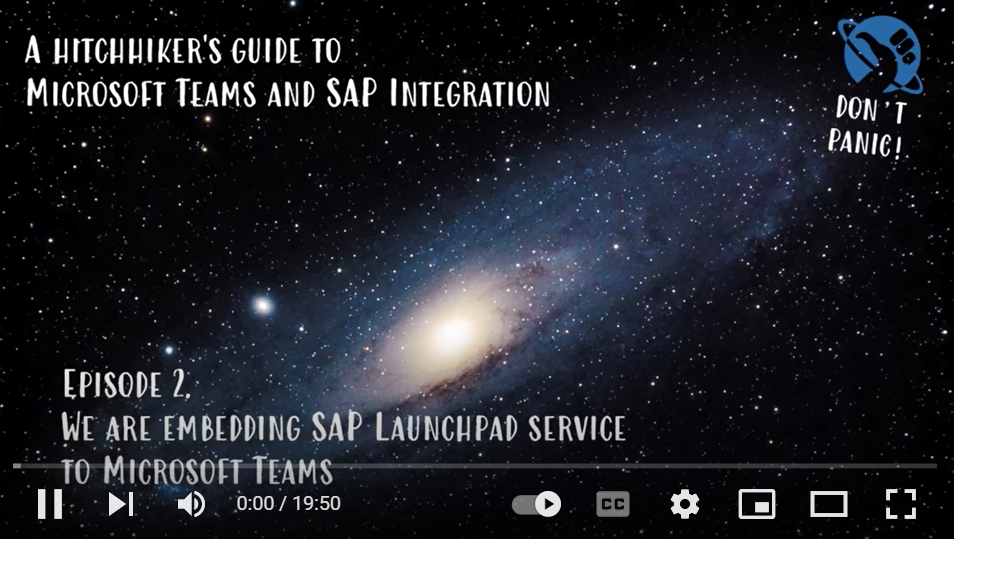 A HITCHHIKER'S GUIDE TO
MICROSOFT TEAMS AND SAP INTEGRATION
DON'T
PANIC!
EPISODE 2,
WE ARE EMBEDDING SAP LAUNCHPAD SERVICE
TO MICROSOFT TEAMS
0:00 / 19:50
CC